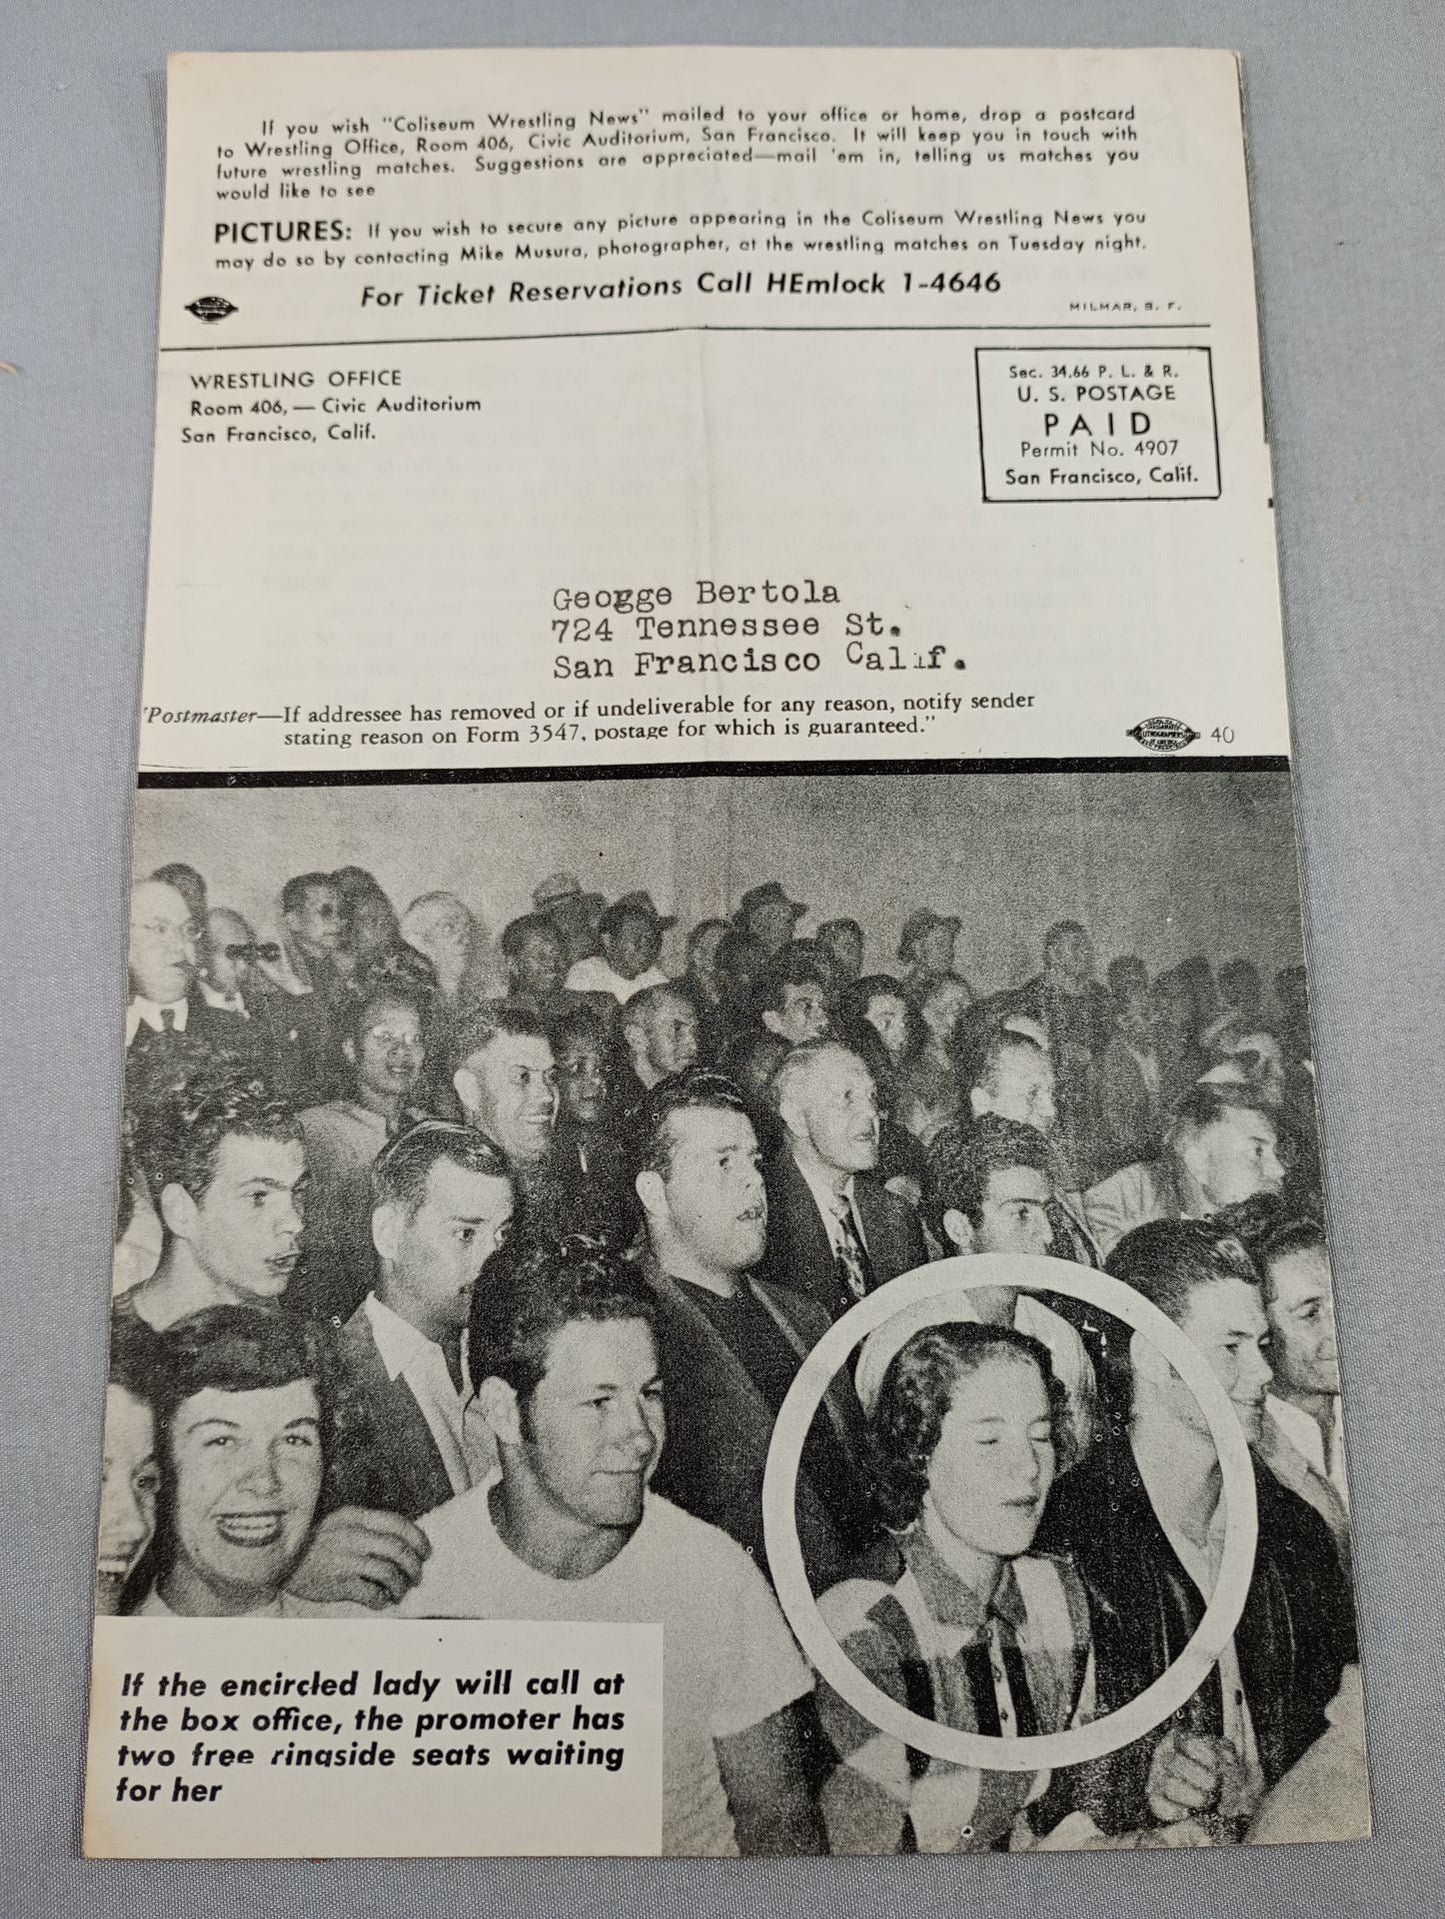 If you wish "Coliseum Wrestling News" mailed to your office or home, drop a postcard
to Wrestling Office, Room 406, Civic Auditorium, San Francisco. It will keep you in touch with
future wrestling matches. Suggestions are appreciated—mail 'em in, telling us matches you
would like to see
PICTURES: If you wish to secure any picture appearing in the Coliseum Wrestling News you
may do so by contacting Mike Musura, photographer, at the wrestling matches on Tuesday night.
For Ticket Reservations Call HEmlock 1-4646
MILMAR, S. F.
WRESTLING OFFICE
Room 406, — Civic Auditorium
San Francisco, Calif.
Sec. 34.66 P. L. & R.
U. S. POSTAGE
PAID
Permit No. 4907
San Francisco, Calif.
Geogge Bertola
724 Tennessee St.
San Francisco Calif.
"Postmaster—If addressee has removed or if undeliverable for any reason, notify sender
stating reason on Form 3547, postage for which is guaranteed."
40
If the encircled lady will call at
the box office, the promoter has
two free ringside seats waiting
for her